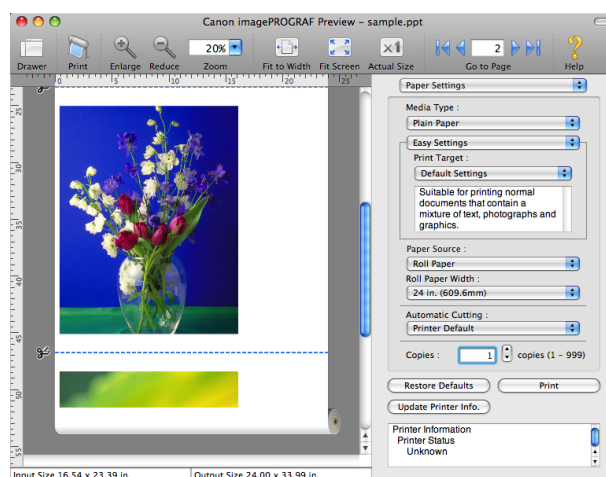 Canon imagePROGRAF Preview – sample.ppt
20% 2
Drawer Print Enlarge Reduce Zoom Fit to Width Fit Screen Actual Size Go to Page Help
0 5 10 15 20 25
Paper Settings
Media Type :
Plain Paper
Easy Settings
Print Target :
Default Settings
Suitable for printing normal
documents that contain a
mixture of text, photographs and
graphics.
Paper Source :
Roll Paper
Roll Paper Width :
24 in. (609.6mm)
Automatic Cutting :
Printer Default
Copies : 1 copies (1 – 999)
Restore Defaults Print
Update Printer Info.
Printer Information
Printer Status
Unknown
25
30
35
40
45
50
55
Input Size 16.54 x 23.39 in. Output Size 24.00 x 33.99 in.